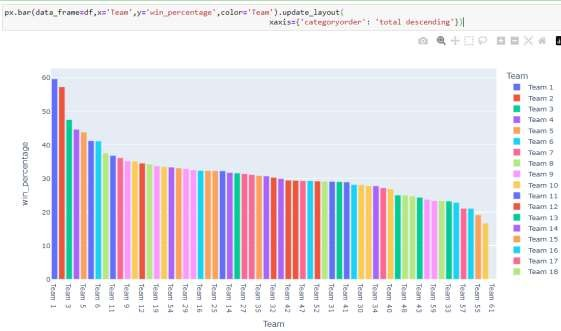 px.bar(data_frame=df,x='Team',y='win_percentage',color='Team').update_layout(
xaxis={'categoryorder': 'total descending'})
Team
60
50
40
30
20
10
0
win_percentage
Team 1
Team 2
Team 3
Team 4
Team 5
Team 6
Team 7
Team 8
Team 9
Team 10
Team 11
Team 12
Team 13
Team 14
Team 15
Team 16
Team 17
Team 18
Team 1
Team 3
Team 5
Team 6
Team 11
Team 9
Team 12
Team 19
Team 54
Team 29
Team 16
Team 25
Team 14
Team 27
Team 35
Team 32
Team 42
Team 47
Team 52
Team 31
Team 41
Team 30
Team 34
Team 40
Team 48
Team 43
Team 59
Team 33
Team 57
Team 55
Team 61
Team